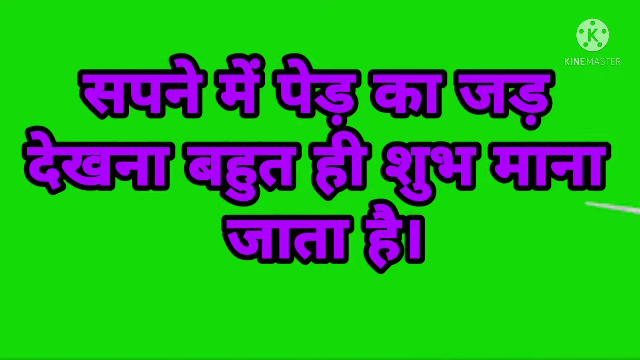 K
KINEMASTER
सपने में पेड़ का जड़
देखना बहुत ही शुभ माना
जाता है।